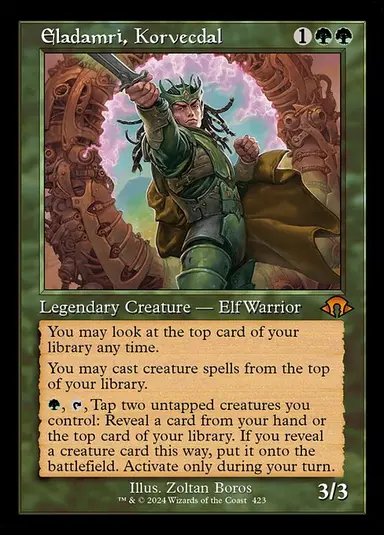 Eladamri, Korvecdal 1
Legendary Creature — Elf Warrior
You may look at the top card of your
library any time.
You may cast creature spells from the top
of your library.
, , Tap two untapped creatures you
control: Reveal a card from your hand or
the top card of your library. If you reveal
a creature card this way, put it onto the
battlefield. Activate only during your turn.
Illus. Zoltan Boros
™ & © 2024 Wizards of the Coast 423
3/3